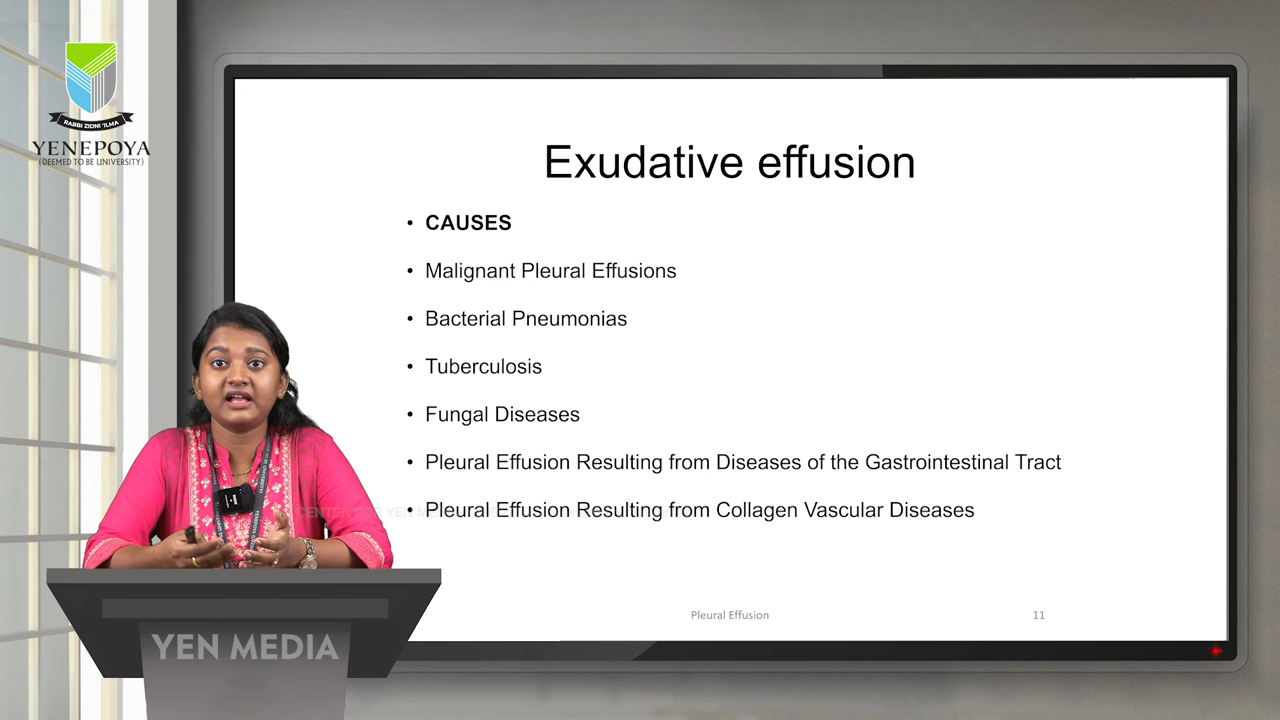 RABBI ZIDNI 'ILMA
YENEPOYA
(DEEMED TO BE UNIVERSITY)
Exudative effusion
• CAUSES
• Malignant Pleural Effusions
• Bacterial Pneumonias
• Tuberculosis
• Fungal Diseases
• Pleural Effusion Resulting from Diseases of the Gastrointestinal Tract
• Pleural Effusion Resulting from Collagen Vascular Diseases
Pleural Effusion
11
YEN MEDIA